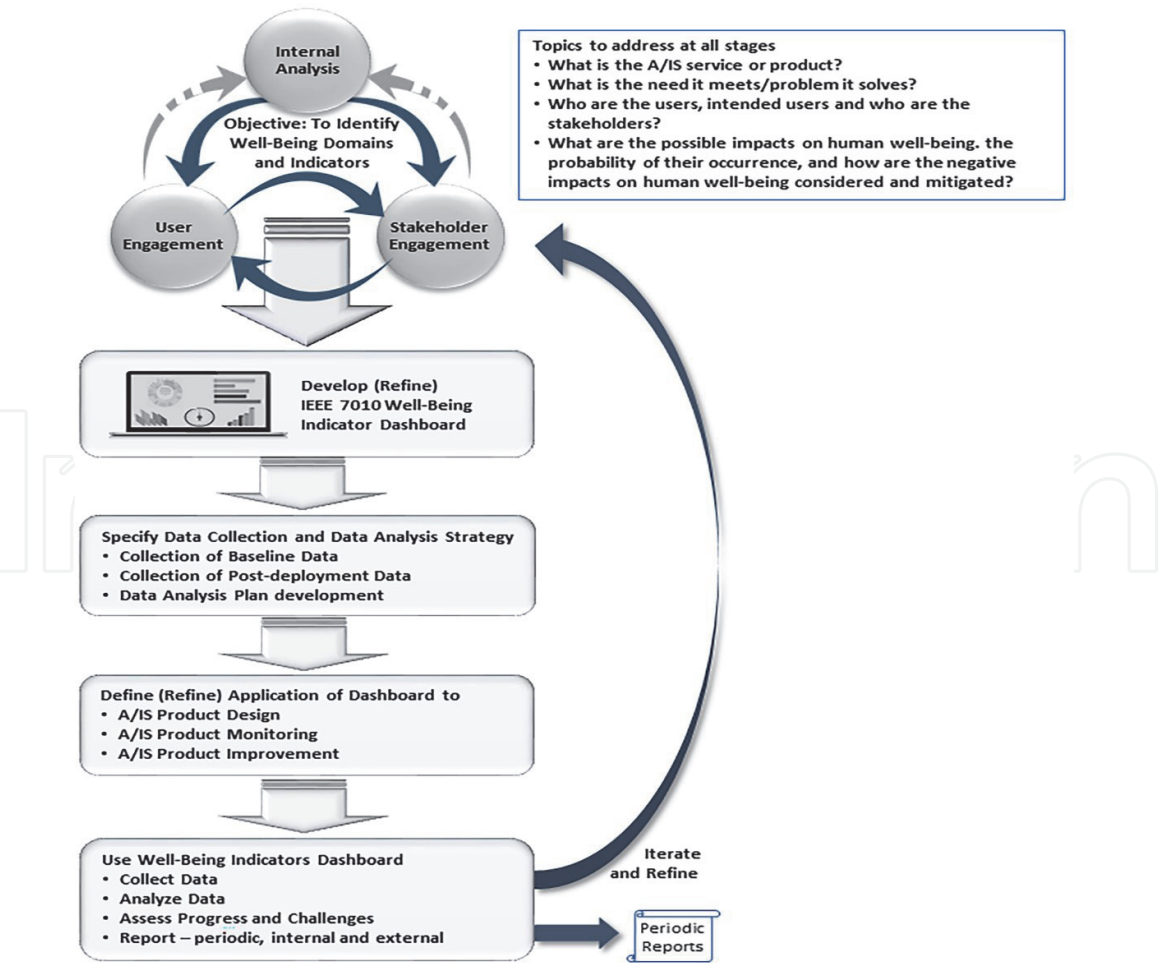 Internal
Analysis
Objective: To Identify
Well-Being Domains
and Indicators
User
Engagement
Stakeholder
Engagement
Topics to address at all stages
• What is the A/IS service or product?
• What is the need it meets/problem it solves?
• Who are the users, intended users and who are the
stakeholders?
• What are the possible impacts on human well-being. the
probability of their occurrence, and how are the negative
impacts on human well-being considered and mitigated?
Develop (Refine)
IEEE 7010 Well-Being
Indicator Dashboard
Specify Data Collection and Data Analysis Strategy
• Collection of Baseline Data
• Collection of Post-deployment Data
• Data Analysis Plan development
Define (Refine) Application of Dashboard to
• A/IS Product Design
• A/IS Product Monitoring
• A/IS Product Improvement
Use Well-Being Indicators Dashboard
• Collect Data
• Analyze Data
• Assess Progress and Challenges
• Report – periodic, internal and external
Iterate
and Refine
Periodic
Reports